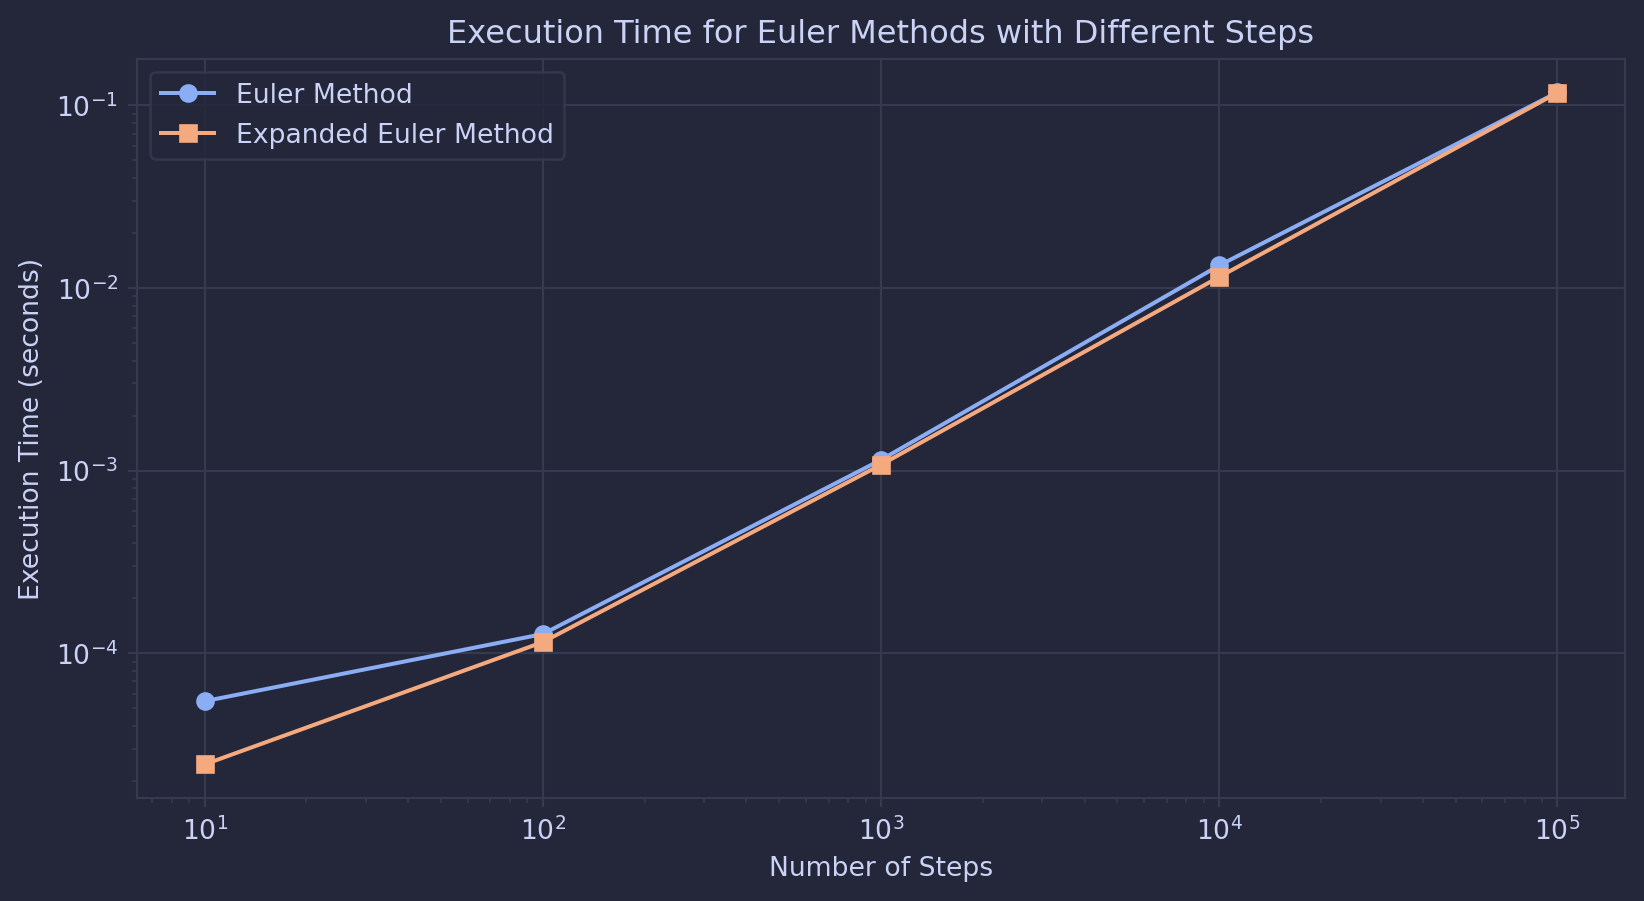 Execution Time for Euler Methods with Different Steps
Euler Method
Expanded Euler Method
Execution Time (seconds)
10⁻¹
10⁻²
10⁻³
10⁻⁴
10¹ 10² 10³ 10⁴ 10⁵
Number of Steps